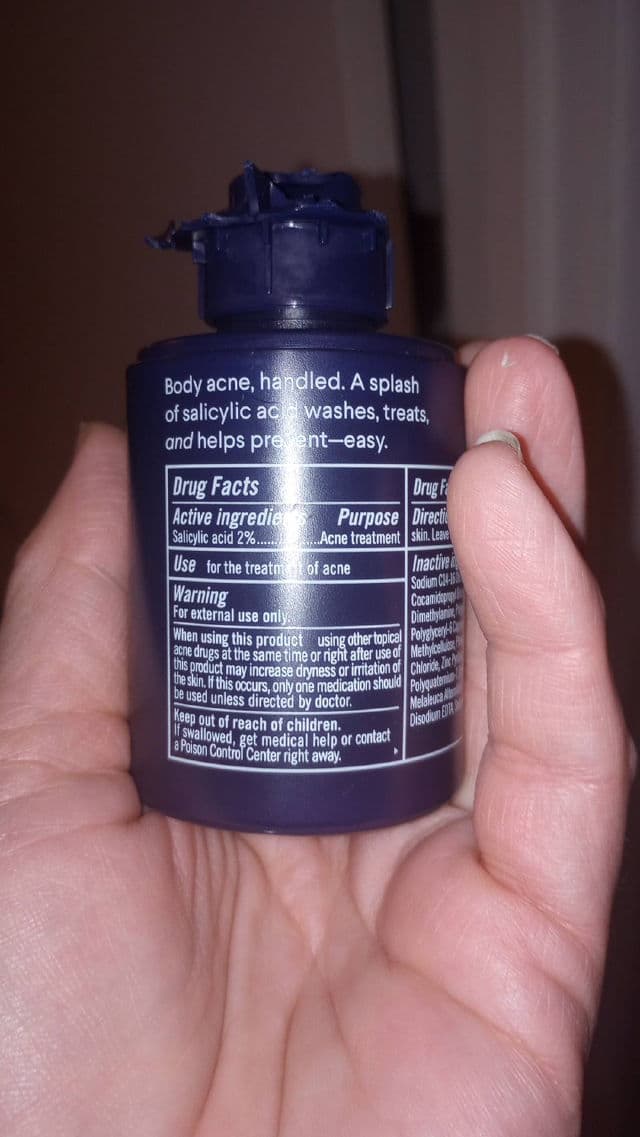 Body acne, handled. A splash
of salicylic acid washes, treats,
and helps prevent—easy.
Drug Facts
Active ingredients Purpose
Salicylic acid 2%...............Acne treatment
Use for the treatment of acne
Warning
For external use only.
When using this product using other topical
acne drugs at the same time or right after use of
this product may increase dryness or irritation of
the skin. If this occurs, only one medication should
be used unless directed by doctor.
Keep out of reach of children.
If swallowed, get medical help or contact
a Poison Control Center right away.
Drug
skin. Leave
Inactive
Sodium
Dimethylamine,
Methylcellulose,
Chloride, Zinc
Melaleuca
Disodium EDTA,